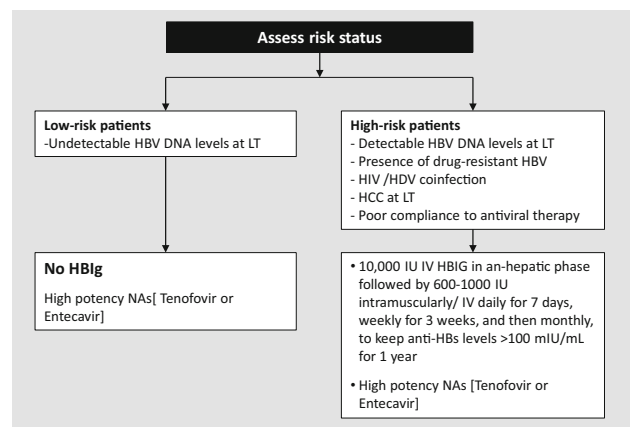 Assess risk status
Low-risk patients
-Undetectable HBV DNA levels at LT
High-risk patients
- Detectable HBV DNA levels at LT
- Presence of drug-resistant HBV
- HIV /HDV coinfection
- HCC at LT
- Poor compliance to antiviral therapy
No HBIg
High potency NAs[ Tenofovir or
Entecavir]
• 10,000 IU IV HBIG in an-hepatic phase
followed by 600-1000 IU
intramuscularly/ IV daily for 7 days,
weekly for 3 weeks, and then monthly,
to keep anti-HBs levels >100 mIU/mL
for 1 year
• High potency NAs [Tenofovir or
Entecavir]